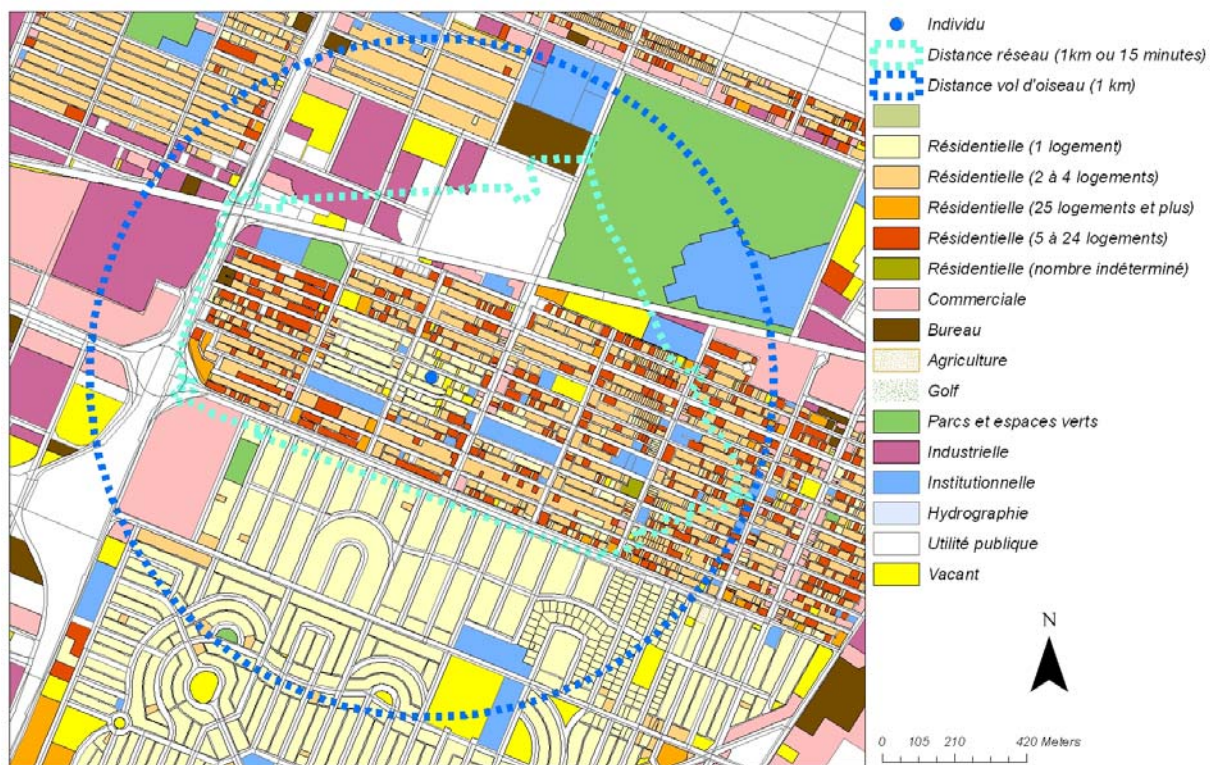 Individu
Distance réseau (1km ou 15 minutes)
Distance vol d'oiseau (1 km)
Résidentielle (1 logement)
Résidentielle (2 à 4 logements)
Résidentielle (25 logements et plus)
Résidentielle (5 à 24 logements)
Résidentielle (nombre indéterminé)
Commerciale
Bureau
Agriculture
Golf
Parcs et espaces verts
Industrielle
Institutionnelle
Hydrographie
Utilité publique
Vacant
N
0 105 210 420 Meters